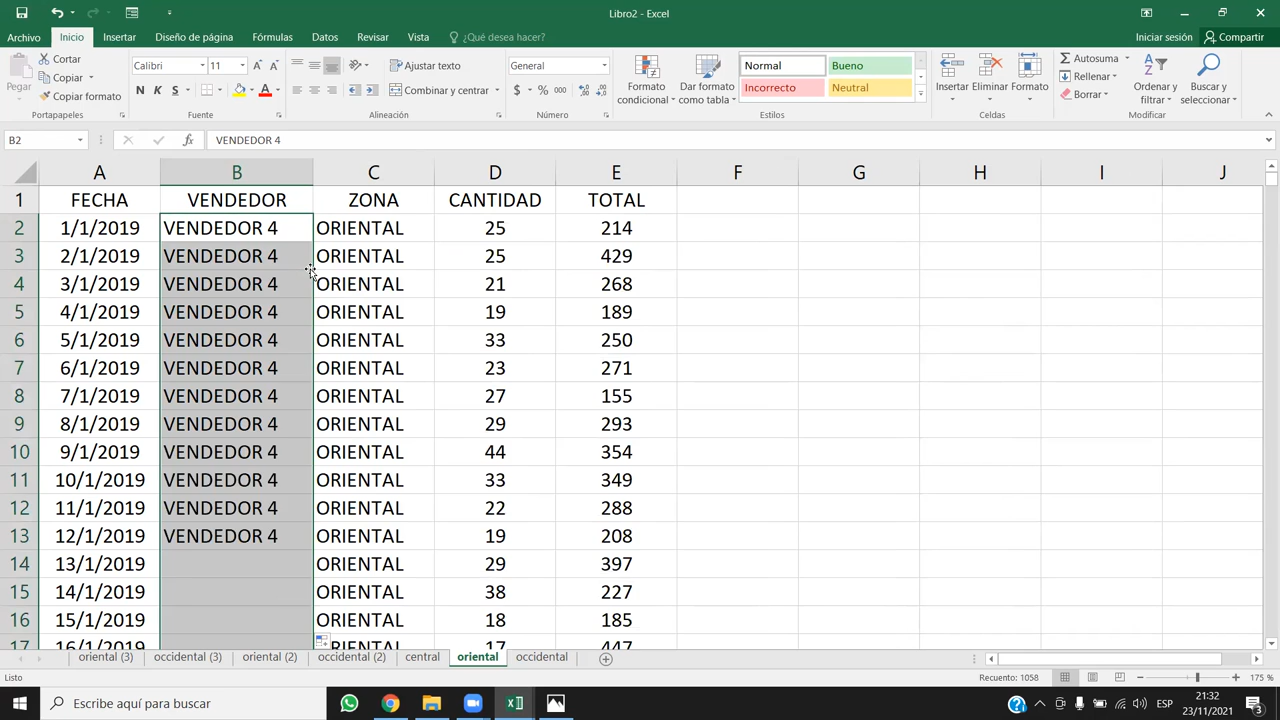 Libro2 - Excel
Archivo Inicio Insertar Diseño de página Fórmulas Datos Revisar Vista ¿Qué desea hacer? Iniciar sesión Compartir
Pegar Cortar Copiar Copiar formato Portapapeles
Calibri 11 N K S Fuente
Ajustar texto Combinar y centrar Alineación
General $ % 000 Número
Formato condicional Dar formato como tabla Normal Bueno Incorrecto Neutral Estilos
Insertar Eliminar Formato Celdas
Autosuma Rellenar Borrar Ordenar y filtrar Buscar y seleccionar Modificar
B2 fx VENDEDOR 4
A B C D E F G H I J
1 FECHA VENDEDOR ZONA CANTIDAD TOTAL
2 1/1/2019 VENDEDOR 4 ORIENTAL 25 214
3 2/1/2019 VENDEDOR 4 ORIENTAL 25 429
4 3/1/2019 VENDEDOR 4 ORIENTAL 21 268
5 4/1/2019 VENDEDOR 4 ORIENTAL 19 189
6 5/1/2019 VENDEDOR 4 ORIENTAL 33 250
7 6/1/2019 VENDEDOR 4 ORIENTAL 23 271
8 7/1/2019 VENDEDOR 4 ORIENTAL 27 155
9 8/1/2019 VENDEDOR 4 ORIENTAL 29 293
10 9/1/2019 VENDEDOR 4 ORIENTAL 44 354
11 10/1/2019 VENDEDOR 4 ORIENTAL 33 349
12 11/1/2019 VENDEDOR 4 ORIENTAL 22 288
13 12/1/2019 VENDEDOR 4 ORIENTAL 19 208
14 13/1/2019 ORIENTAL 29 397
15 14/1/2019 ORIENTAL 38 227
16 15/1/2019 ORIENTAL 18 185
17 16/1/2019 ORIENTAL 17 447
oriental (3) occidental (3) oriental (2) occidental (2) central oriental occidental
Listo Recuento: 1058 175 %
Escribe aquí para buscar ESP 21:32
23/11/2021